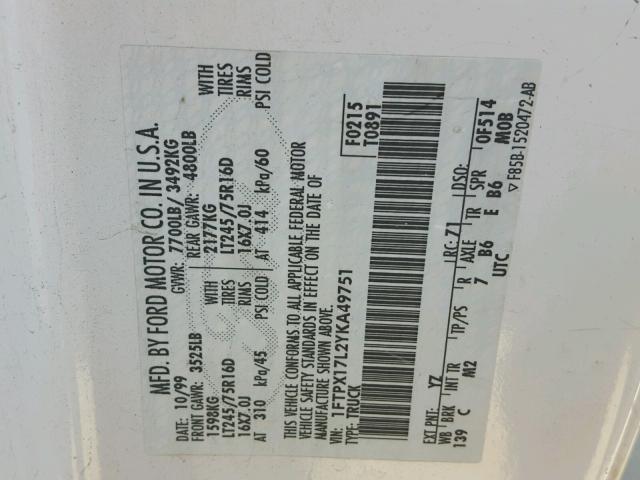 MFD. BY FORD MOTOR CO. IN U.S.A.
DATE: 10/99 GVWR: 7700LB/ 3492KG
FRONT GAWR: 3525LB REAR GAWR: 4800LB
1598KG 2177KG WITH
LT245/75R16D TIRES LT245/75R16D TIRES
16X7.0J RIMS 16X7.0J RIMS
AT 310 kPa/45 PSI COLD AT 414 kPa/60 PSI COLD
THIS VEHICLE CONFORMS TO ALL APPLICABLE FEDERAL MOTOR
VEHICLE SAFETY STANDARDS IN EFFECT ON THE DATE OF
MANUFACTURE SHOWN ABOVE.
VIN: 1FTPX17L2YKA49751 F0215
TYPE: TRUCK T0891
EXT PNT: YZ LRC: 71 DSO:
WB BRK INT TR TP/PS R AXLE TR SPR 0F514
139 C M2 7 B6 E B6 M0B
UTC ▽ F85B-1520472-AB